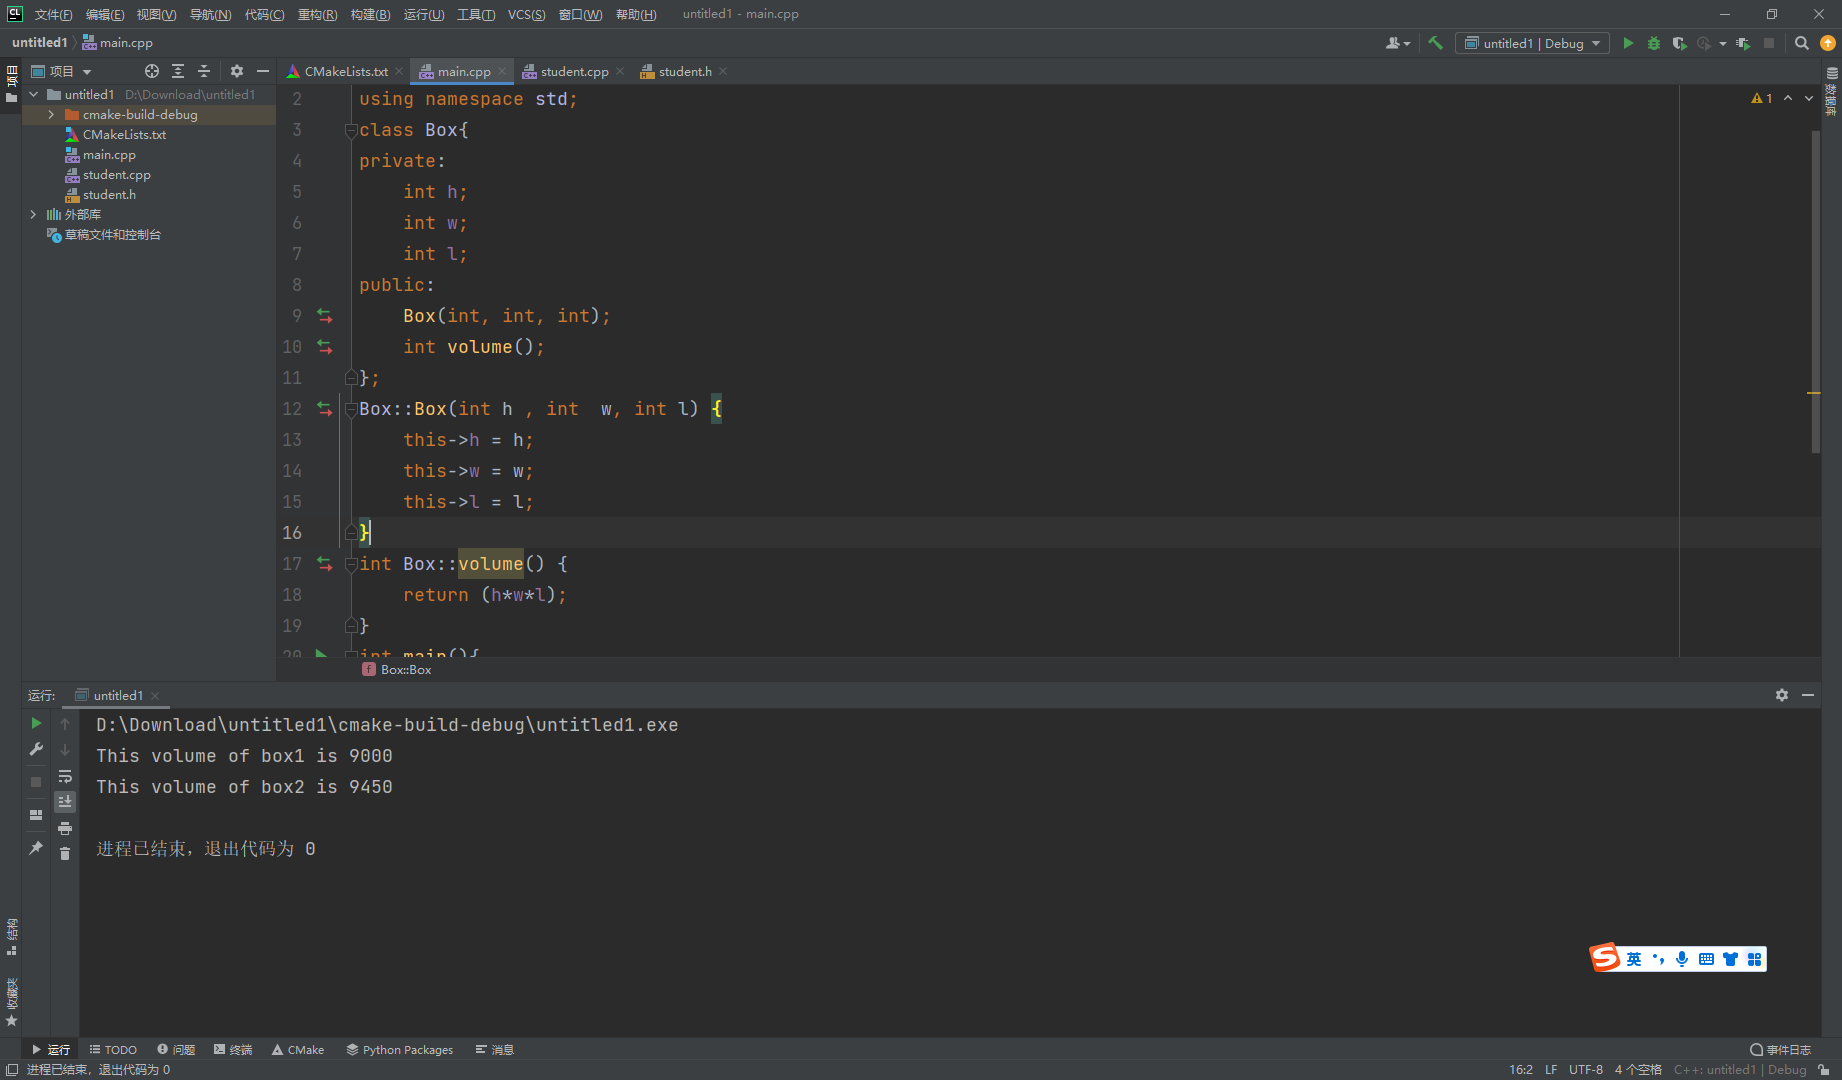 CL 文件(F) 编辑(E) 视图(V) 导航(N) 代码(C) 重构(R) 构建(B) 运行(U) 工具(T) VCS(S) 窗口(W) 帮助(H) untitled1 - main.cpp
untitled1 main.cpp untitled1 | Debug
项目
项目
CMakeLists.txt main.cpp student.cpp student.h
untitled1 D:\Download\untitled1
cmake-build-debug
CMakeLists.txt
main.cpp
student.cpp
student.h
外部库
草稿文件和控制台
1
数据库
2 using namespace std;
3 class Box{
4 private:
5 int h;
6 int w;
7 int l;
8 public:
9 Box(int, int, int);
10 int volume();
11 };
12 Box::Box(int h , int  w, int l) {
13 this->h = h;
14 this->w = w;
15 this->l = l;
16 }
17 int Box::volume() {
18 return (h*w*l);
19 }
20 int main(){
f Box::Box
运行: untitled1
D:\Download\untitled1\cmake-build-debug\untitled1.exe
This volume of box1 is 9000
This volume of box2 is 9450
进程已结束，退出代码为 0
结构
收藏夹
S 英
运行 TODO 问题 终端 CMake Python Packages 消息 事件日志
进程已结束，退出代码为 0 16:2 LF UTF-8 4 个空格 C++: untitled1 | Debug